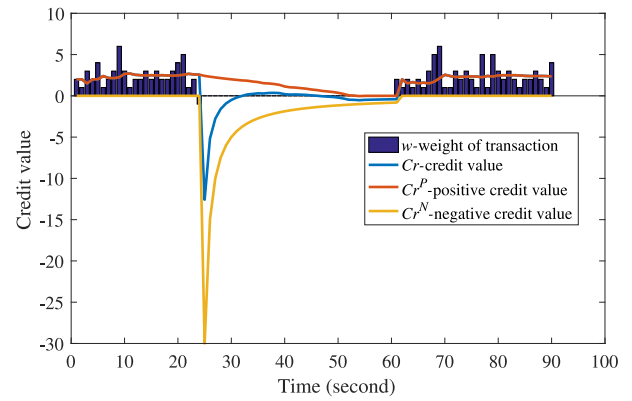 10
5
0
-5
-10
-15
-20
-25
-30
Credit value
w-weight of transaction
Cr-credit value
Cr^P-positive credit value
Cr^N-negative credit value
0 10 20 30 40 50 60 70 80 90 100
Time (second)